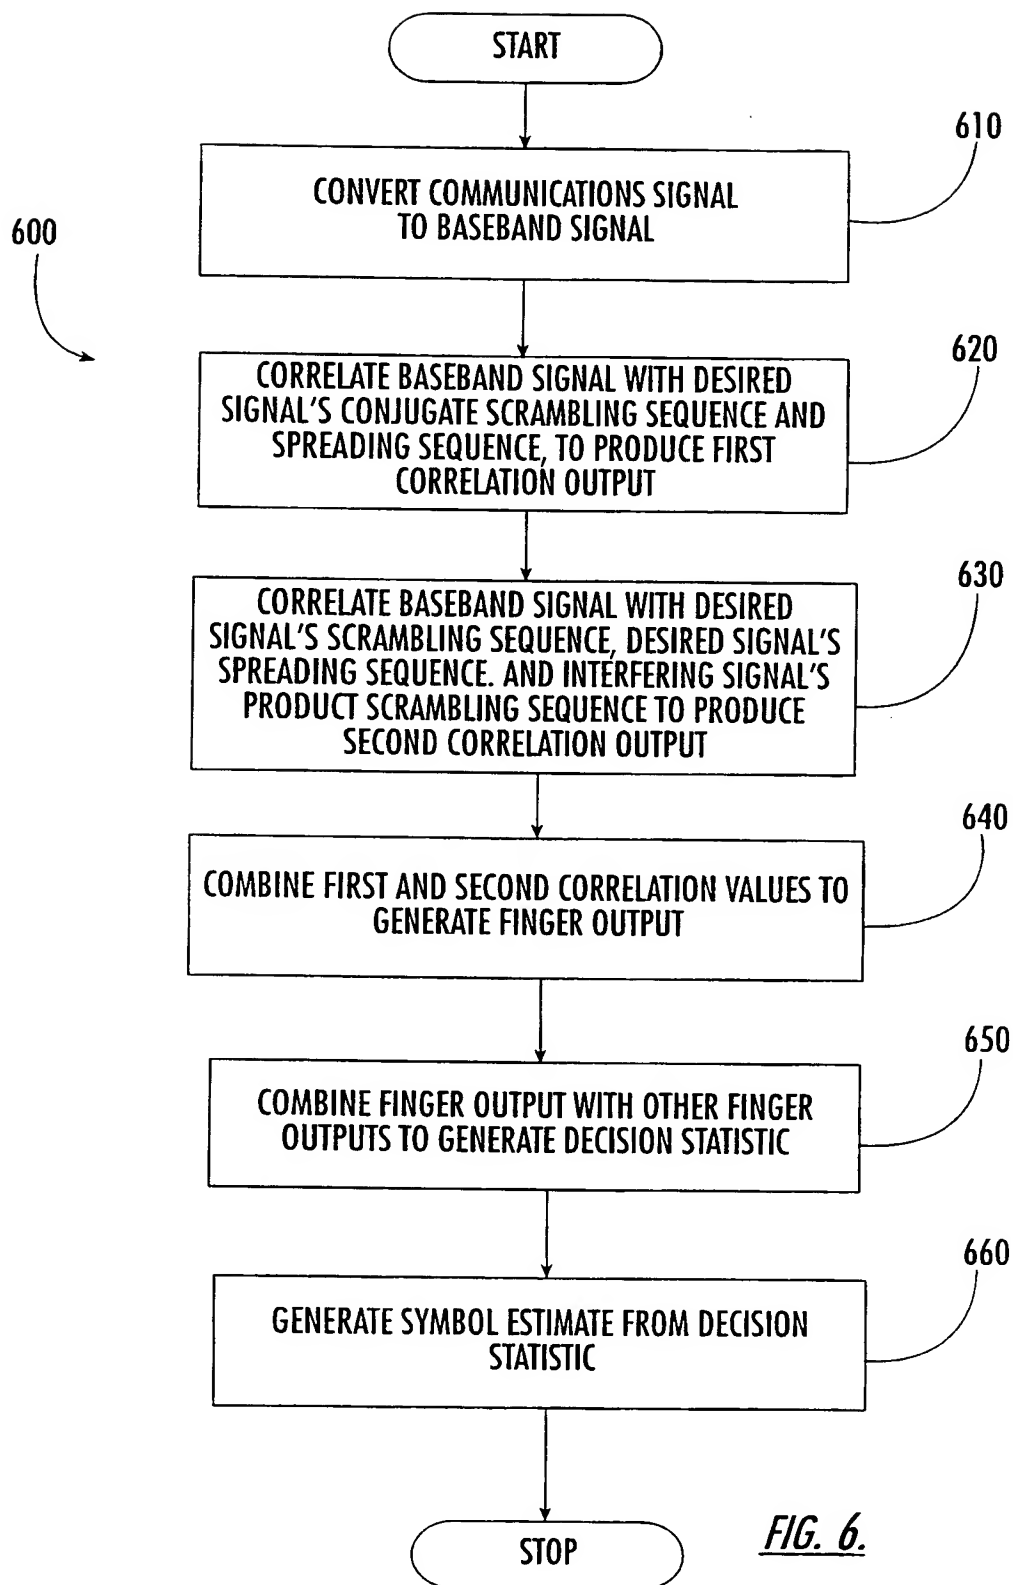 START
610
CONVERT COMMUNICATIONS SIGNAL
TO BASEBAND SIGNAL
600
620
CORRELATE BASEBAND SIGNAL WITH DESIRED
SIGNAL'S CONJUGATE SCRAMBLING SEQUENCE AND
SPREADING SEQUENCE, TO PRODUCE FIRST
CORRELATION OUTPUT
630
CORRELATE BASEBAND SIGNAL WITH DESIRED
SIGNAL'S SCRAMBLING SEQUENCE, DESIRED SIGNAL'S
SPREADING SEQUENCE. AND INTERFERING SIGNAL'S
PRODUCT SCRAMBLING SEQUENCE TO PRODUCE
SECOND CORRELATION OUTPUT
640
COMBINE FIRST AND SECOND CORRELATION VALUES TO
GENERATE FINGER OUTPUT
650
COMBINE FINGER OUTPUT WITH OTHER FINGER
OUTPUTS TO GENERATE DECISION STATISTIC
660
GENERATE SYMBOL ESTIMATE FROM DECISION
STATISTIC
STOP
FIG. 6.